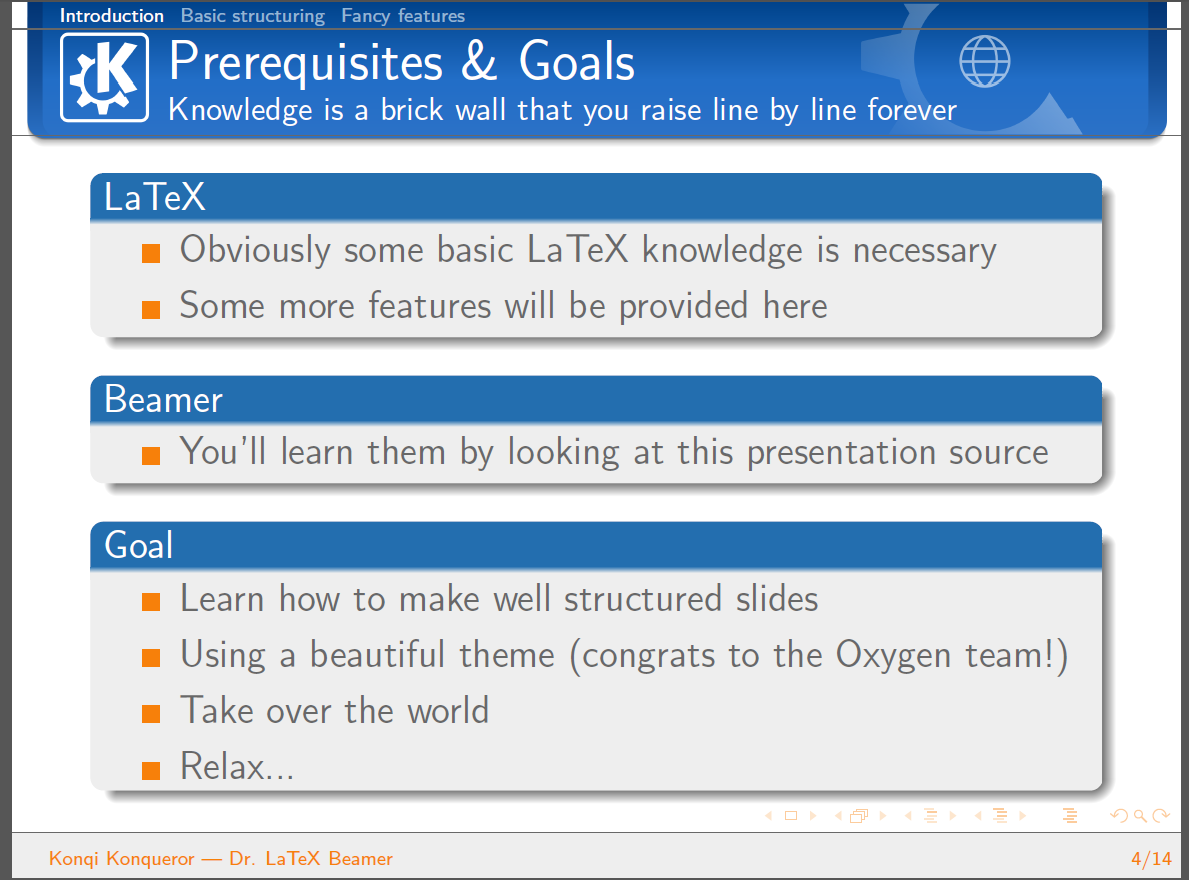 Introduction Basic structuring Fancy features
K
Prerequisites & Goals
Knowledge is a brick wall that you raise line by line forever
LaTeX
Obviously some basic LaTeX knowledge is necessary
Some more features will be provided here
Beamer
You'll learn them by looking at this presentation source
Goal
Learn how to make well structured slides
Using a beautiful theme (congrats to the Oxygen team!)
Take over the world
Relax...
Konqi Konqueror — Dr. LaTeX Beamer
4/14